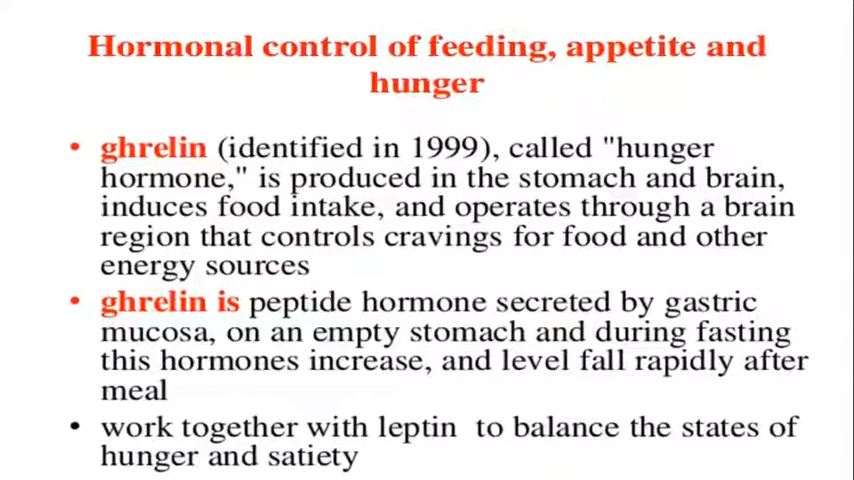 Hormonal control of feeding, appetite and
hunger
• ghrelin (identified in 1999), called "hunger
hormone," is produced in the stomach and brain,
induces food intake, and operates through a brain
region that controls cravings for food and other
energy sources
• ghrelin is peptide hormone secreted by gastric
mucosa, on an empty stomach and during fasting
this hormones increase, and level fall rapidly after
meal
• work together with leptin to balance the states of
hunger and satiety